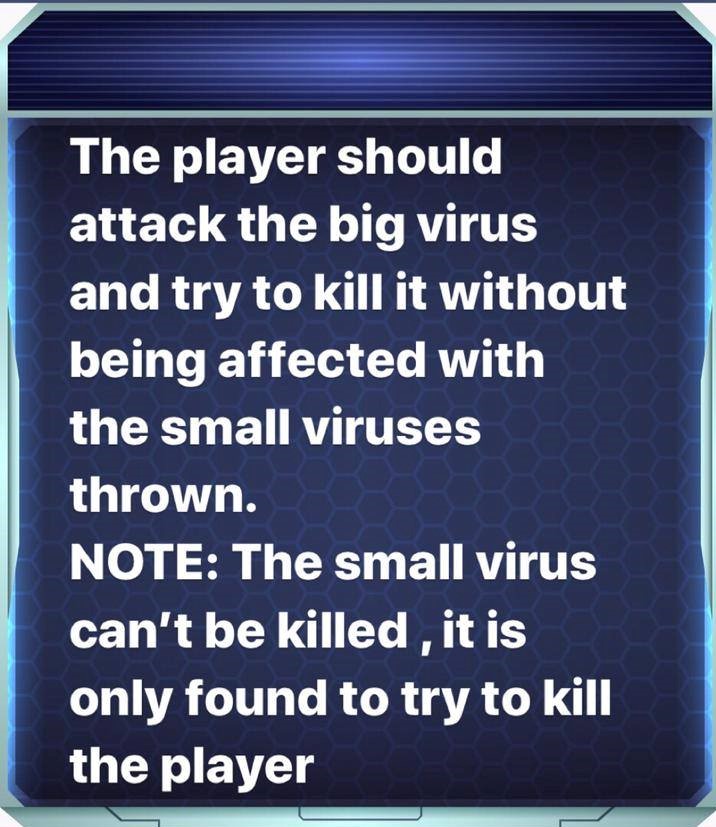 The player should
attack the big virus
and try to kill it without
being affected with
the small viruses
thrown.
NOTE: The small virus
can't be killed , it is
only found to try to kill
the player